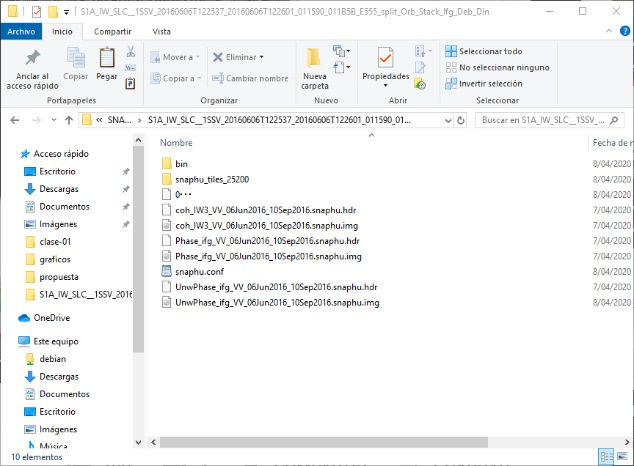 S1A_IW_SLC__1SSV_20160606T122537_20160606T122601_011590_011B5B_E555_split_Orb_Stack_Ifg_Deb_DIn
Archivo Inicio Compartir Vista
Anclar al acceso rápido
Copiar
Pegar
Mover a
Copiar a
Eliminar
Cambiar nombre
Nueva carpeta
Propiedades
Seleccionar todo
No seleccionar ninguno
Invertir selección
Portapapeles Organizar Nuevo Abrir Seleccionar
« SNA... > S1A_IW_SLC__1SSV_20160606T122537_20160606T122601_011590_01...
Buscar en S1A_IW_SLC__1SSV_...
Acceso rápido
Escritorio
Descargas
Documentos
Imágenes
clase-01
graficos
propuesta
S1A_IW_SLC__1SSV_2016
OneDrive
Este equipo
debian
Descargas
Documentos
Escritorio
Imágenes
Música
Nombre Fecha de m
bin 8/04/2020
snaphu_tiles_25200 8/04/2020
0··· 8/04/2020
coh_IW3_VV_06Jun2016_10Sep2016.snaphu.hdr 7/04/2020
coh_IW3_VV_06Jun2016_10Sep2016.snaphu.img 7/04/2020
Phase_ifg_VV_06Jun2016_10Sep2016.snaphu.hdr 7/04/2020
Phase_ifg_VV_06Jun2016_10Sep2016.snaphu.img 7/04/2020
snaphu.conf 8/04/2020
UnwPhase_ifg_VV_06Jun2016_10Sep2016.snaphu.hdr 7/04/2020
UnwPhase_ifg_VV_06Jun2016_10Sep2016.snaphu.img 8/04/2020
10 elementos